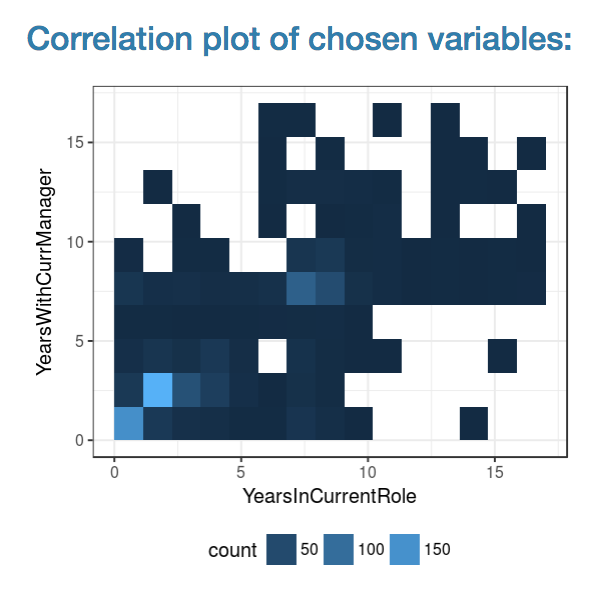 Correlation plot of chosen variables:
YearsWithCurrManager
15
10
5
0
0 5 10 15
YearsInCurrentRole
count 50 100 150